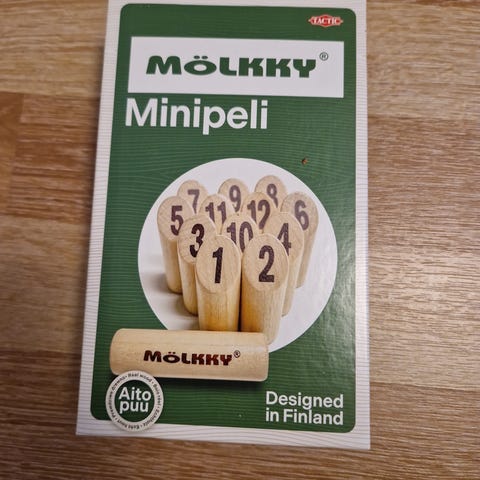 TACTIC
MÖLKKY®
Minipeli
7 9 8
5 11 12 6
3 10 4
1 2
MÖLKKY®
Aito
puu
Designed
in Finland